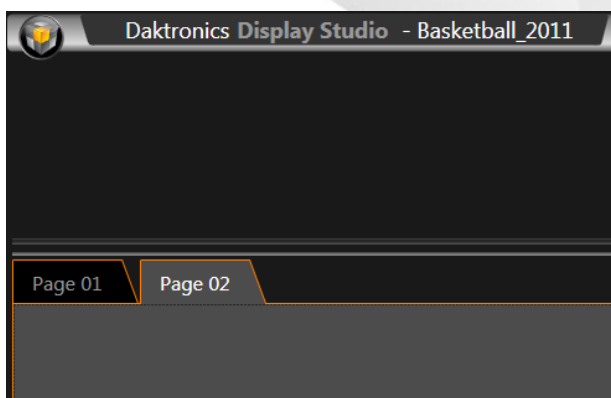 Daktronics Display Studio - Basketball_2011
Page 01 Page 02